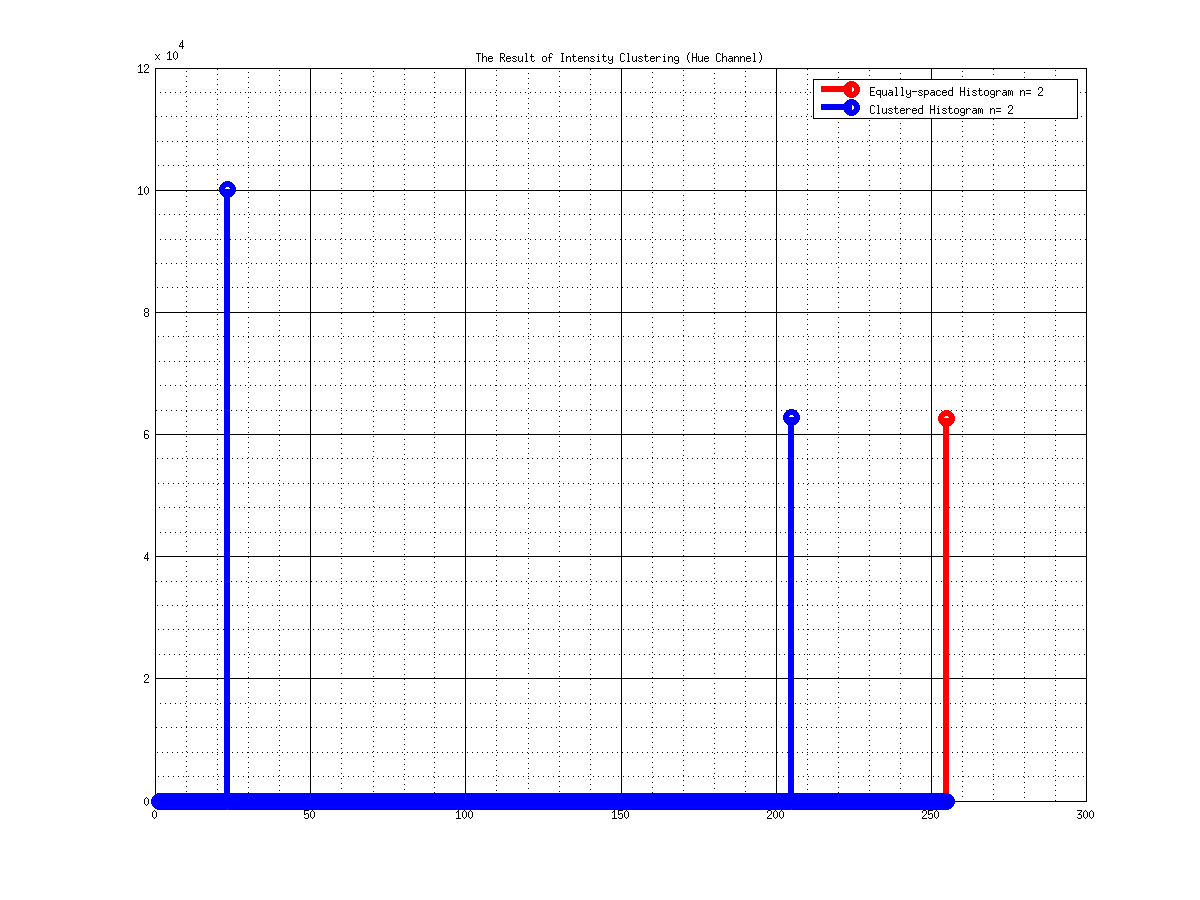 x 10 4
The Result of Intensity Clustering (Hue Channel)
12
Equally-spaced Histogram n= 2
Clustered Histogram n= 2
10
8
6
4
2
0
0 50 100 150 200 250 300